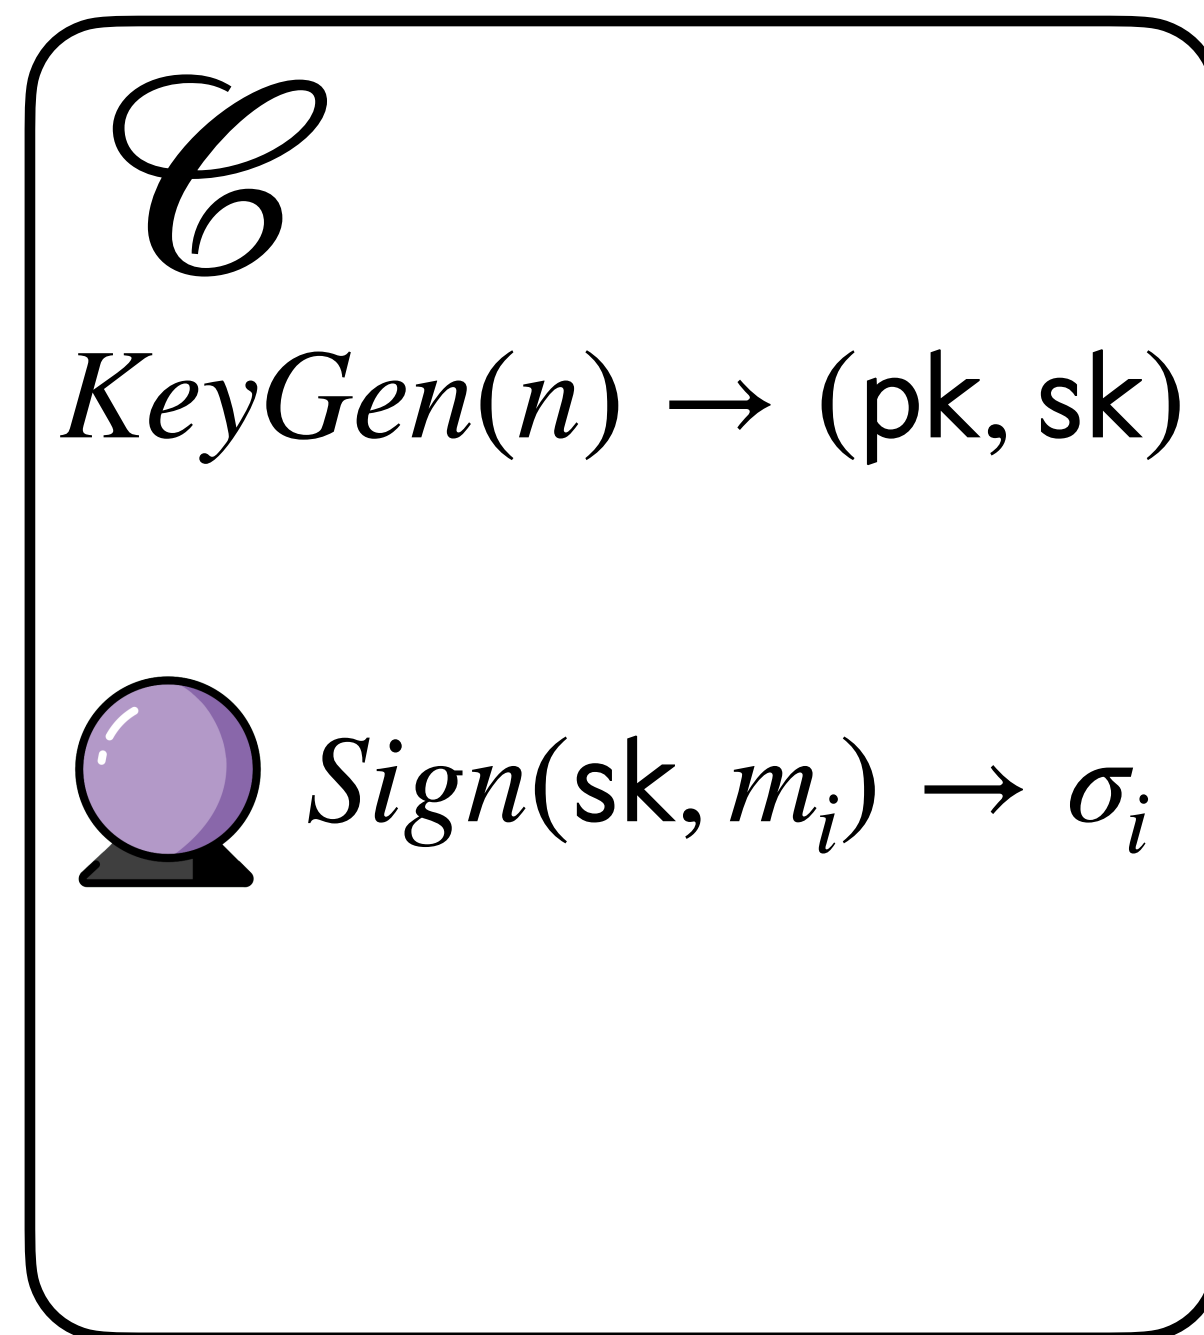 𝒞
KeyGen(n) → (pk, sk)
Sign(sk, mᵢ) → σᵢ